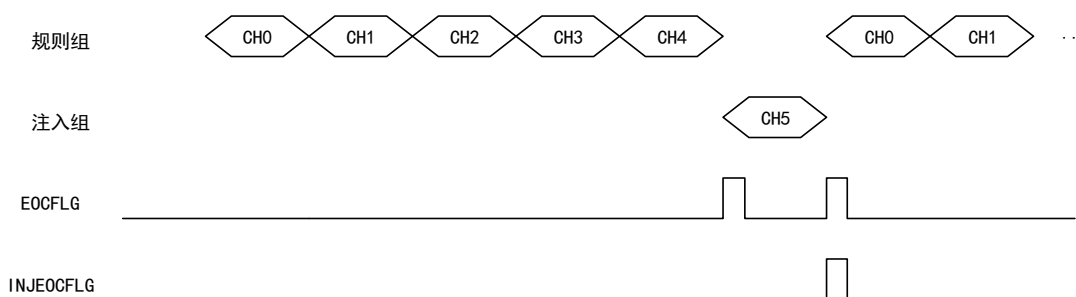 规则组 CH0 CH1 CH2 CH3 CH4 CH0 CH1 ..
注入组 CH5
EOCFLG
INJEOCFLG